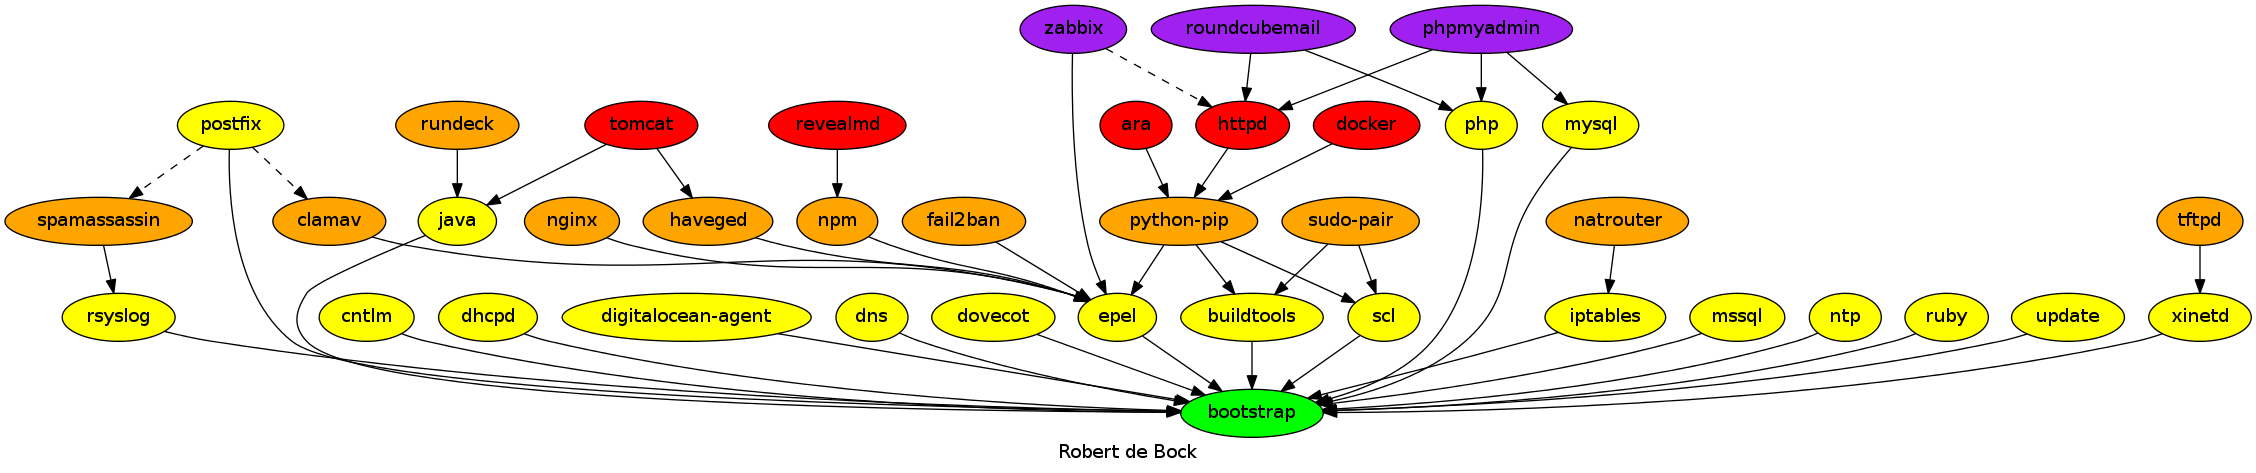 zabbix
roundcubemail
phpmyadmin
postfix
rundeck
tomcat
revealmd
ara
httpd
docker
php
mysql
spamassassin
clamav
java
nginx
haveged
npm
fail2ban
python-pip
sudo-pair
natrouter
tftpd
rsyslog
cntlm
dhcpd
digitalocean-agent
dns
dovecot
epel
buildtools
scl
iptables
mssql
ntp
ruby
update
xinetd
bootstrap
Robert de Bock